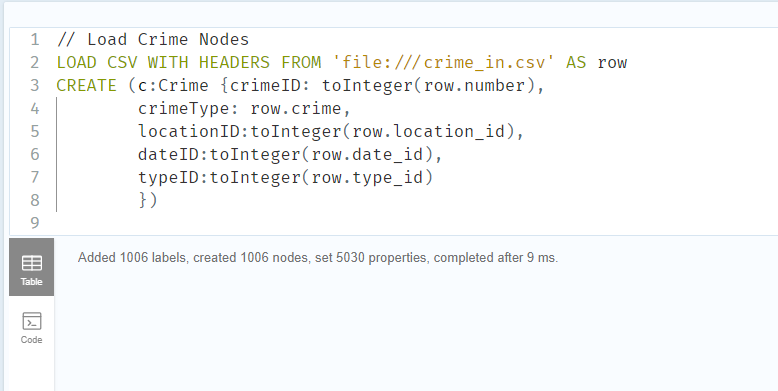 1 // Load Crime Nodes
2 LOAD CSV WITH HEADERS FROM 'file:///crime_in.csv' AS row
3 CREATE (c:Crime {crimeID: toInteger(row.number),
4 crimeType: row.crime,
5 locationID:toInteger(row.location_id),
6 dateID:toInteger(row.date_id),
7 typeID:toInteger(row.type_id)
8 })
9
Added 1006 labels, created 1006 nodes, set 5030 properties, completed after 9 ms.
Table
Code